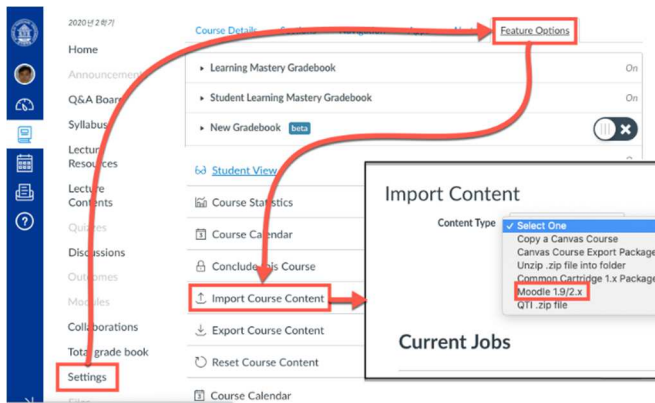 2020년 2학기
Home
Announcement
Q&A Board
Syllabus
Lecture
Resources
Lecture
Contents
Quizzes
Discussions
Outcomes
Modules
Collaborations
Total grade book
Settings
Files
Course Details
Feature Options
Learning Mastery Gradebook On
Student Learning Mastery Gradebook On
New Gradebook beta
Student View
Course Statistics
Course Calendar
Conclude this Course
Import Course Content
Export Course Content
Reset Course Content
Course Calendar
Import Content
Content Type
Select One
Copy a Canvas Course
Canvas Course Export Package
Unzip .zip file into folder
Common Cartridge 1.x Package
Moodle 1.9/2.x
QTI .zip file
Current Jobs